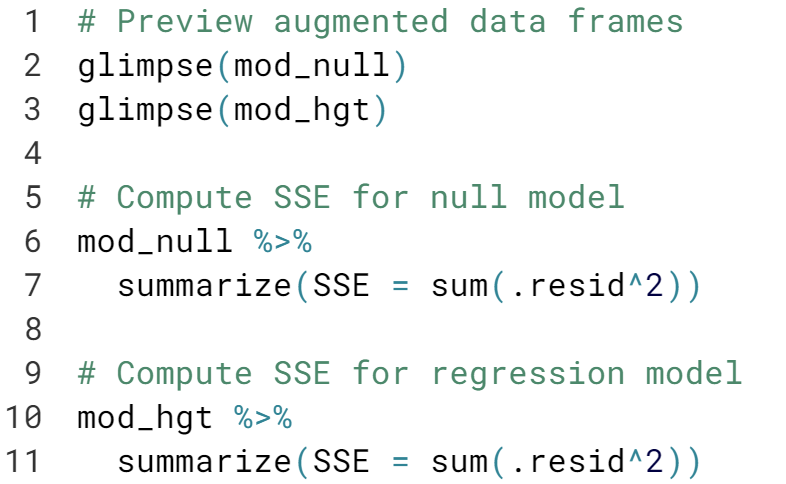 1 # Preview augmented data frames
2 glimpse(mod_null)
3 glimpse(mod_hgt)
4
5 # Compute SSE for null model
6 mod_null %>%
7   summarize(SSE = sum(.resid^2))
8
9 # Compute SSE for regression model
10 mod_hgt %>%
11   summarize(SSE = sum(.resid^2))